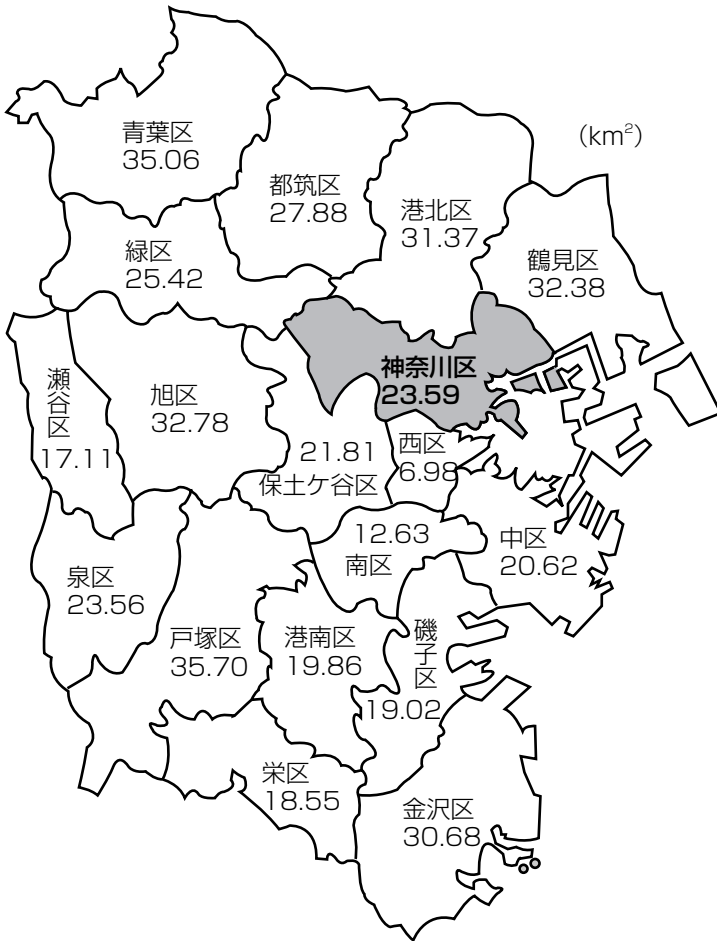 青葉区
35.06
(km²)
都筑区
27.88
港北区
31.37
緑区
25.42
鶴見区
32.38
神奈川区
23.59
瀬谷区
17.11
旭区
32.78
21.81
保土ケ谷区
西区
6.98
12.63
南区
中区
20.62
泉区
23.56
戸塚区
35.70
港南区
19.86
磯子区
19.02
栄区
18.55
金沢区
30.68